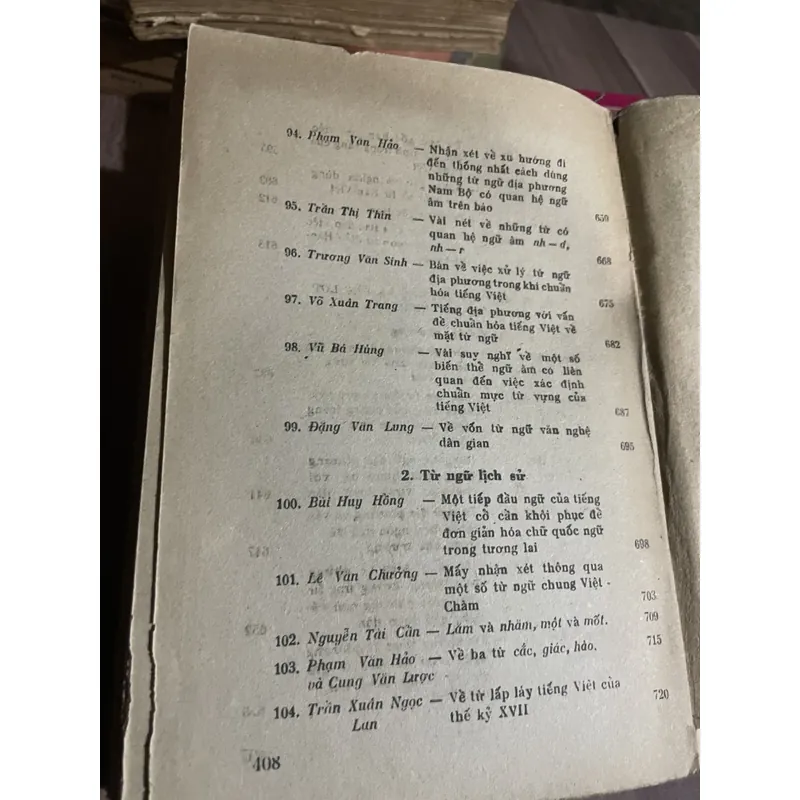 94. Phạm Văn Hảo — Nhận xét về xu hướng đi
đến thống nhất cách dùng
những từ ngữ địa phương
Nam Bộ có quan hệ ngữ
âm trên báo 659
95. Trần Thị Thìn — Vài nét về những từ có
quan hệ ngữ âm nh — d,
nh — r 668
96. Trương Văn Sinh — Bàn về việc xử lý từ ngữ
địa phương trong khi chuẩn
hóa tiếng Việt 675
97. Võ Xuân Trang — Tiếng địa phương với vấn
đề chuẩn hóa tiếng Việt về
mặt từ ngữ 682
98. Vũ Bá Hùng — Vài suy nghĩ về một số
biến thể ngữ âm có liên
quan đến việc xác định
chuẩn mực từ vựng của
tiếng Việt 687
99. Đặng Văn Lung — Về vốn từ ngữ văn nghệ
dân gian 695
2. Từ ngữ lịch sử
100. Bùi Huy Hồng — Một tiếp đầu ngữ của tiếng
Việt cổ cần khôi phục để
đơn giản hóa chữ quốc ngữ
trong tương lai 698
101. Lê Văn Chưởng — Mấy nhận xét thông qua
một số từ ngữ chung Việt -
Chàm 703
102. Nguyễn Tài Cẩn — Lăm và nhăm, một và mốt. 709
103. Phạm Văn Hảo — Về ba từ cắc, giác, hào. 715
và Cung Văn Lược
104. Trần Xuân Ngọc — Về từ lấp láy tiếng Việt của
Lan thế kỷ XVII 720
408